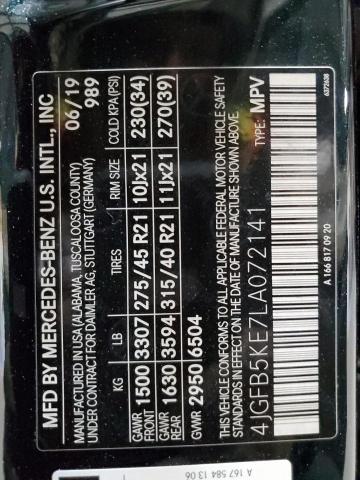 MFD BY MERCEDES-BENZ U.S. INTL., INC
MANUFACTURED IN USA (ALABAMA, TUSCALOOSA COUNTY) 06/19
UNDER CONTRACT FOR DAIMLER AG, STUTTGART (GERMANY) 989
KG LB TIRES RIM SIZE COLD KPA (PSI)
GAWR FRONT 1500 3307 275/45 R21 10Jx21 230(34)
GAWR REAR 1630 3594 315/40 R21 11Jx21 270(39)
GVWR 2950 6504
THIS VEHICLE CONFORMS TO ALL APPLICABLE FEDERAL MOTOR VEHICLE SAFETY
STANDARDS IN EFFECT ON THE DATE OF MANUFACTURE SHOWN ABOVE.
4JGFB5KE7LA072141 TYPE: MPV
A 166 817 09 20 6372638
A 167 584 13 06